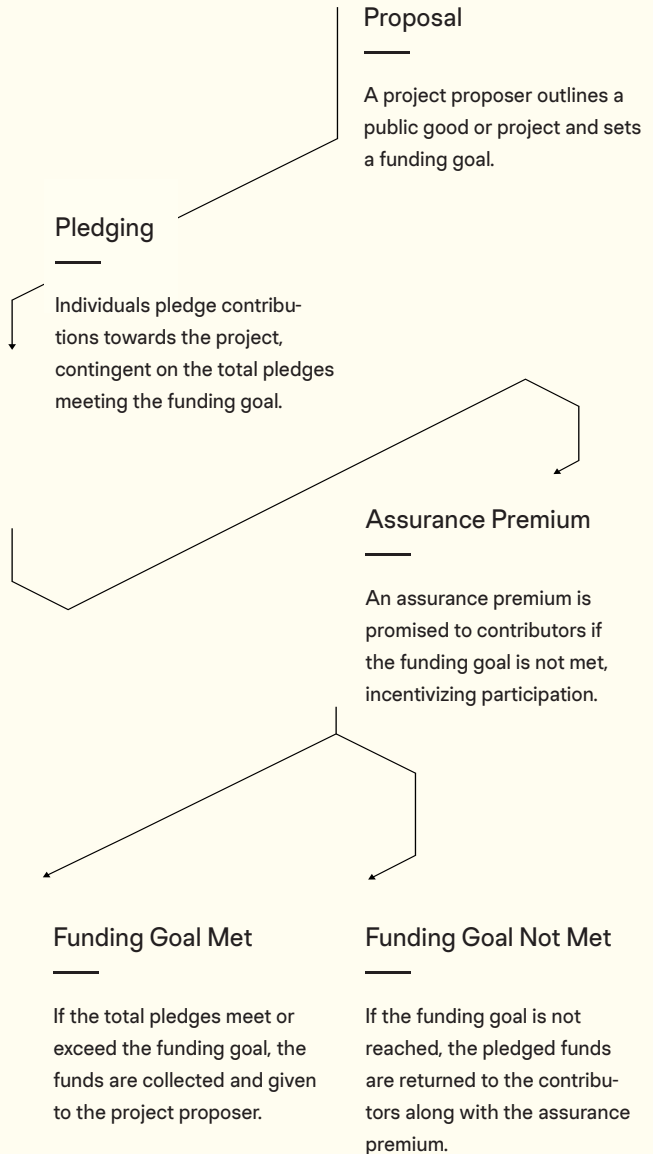 Proposal
A project proposer outlines a
public good or project and sets
a funding goal.
Pledging
Individuals pledge contribu-
tions towards the project,
contingent on the total pledges
meeting the funding goal.
Assurance Premium
An assurance premium is
promised to contributors if
the funding goal is not met,
incentivizing participation.
Funding Goal Met
If the total pledges meet or
exceed the funding goal, the
funds are collected and given
to the project proposer.
Funding Goal Not Met
If the funding goal is not
reached, the pledged funds
are returned to the contribu-
tors along with the assurance
premium.